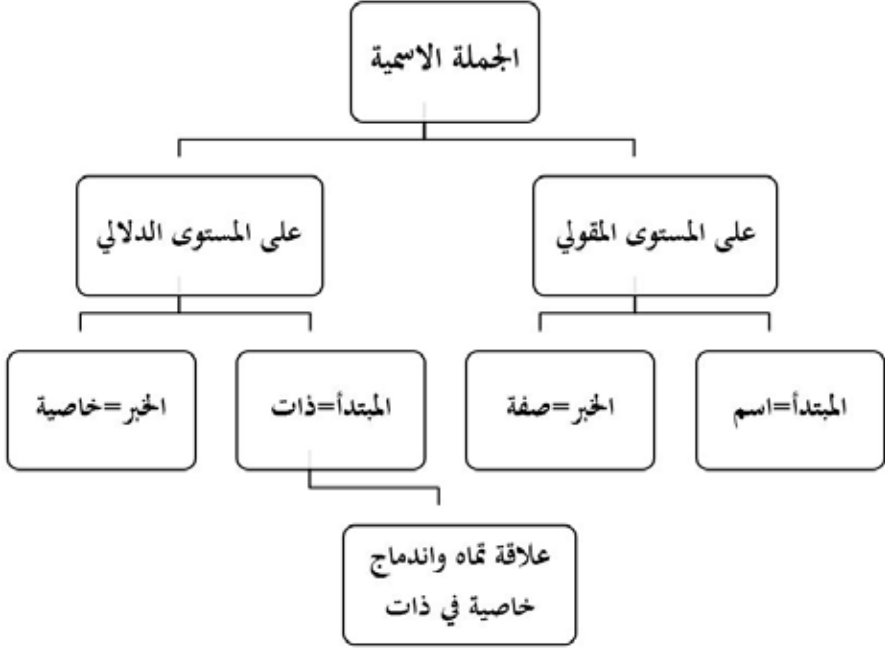 الجملة الاسمية
على المستوى المقولي
على المستوى الدلالي
المبتدأ=اسم
الخبر=صفة
المبتدأ=ذات
الخبر=خاصية
علاقة تماه واندماج
خاصية في ذات